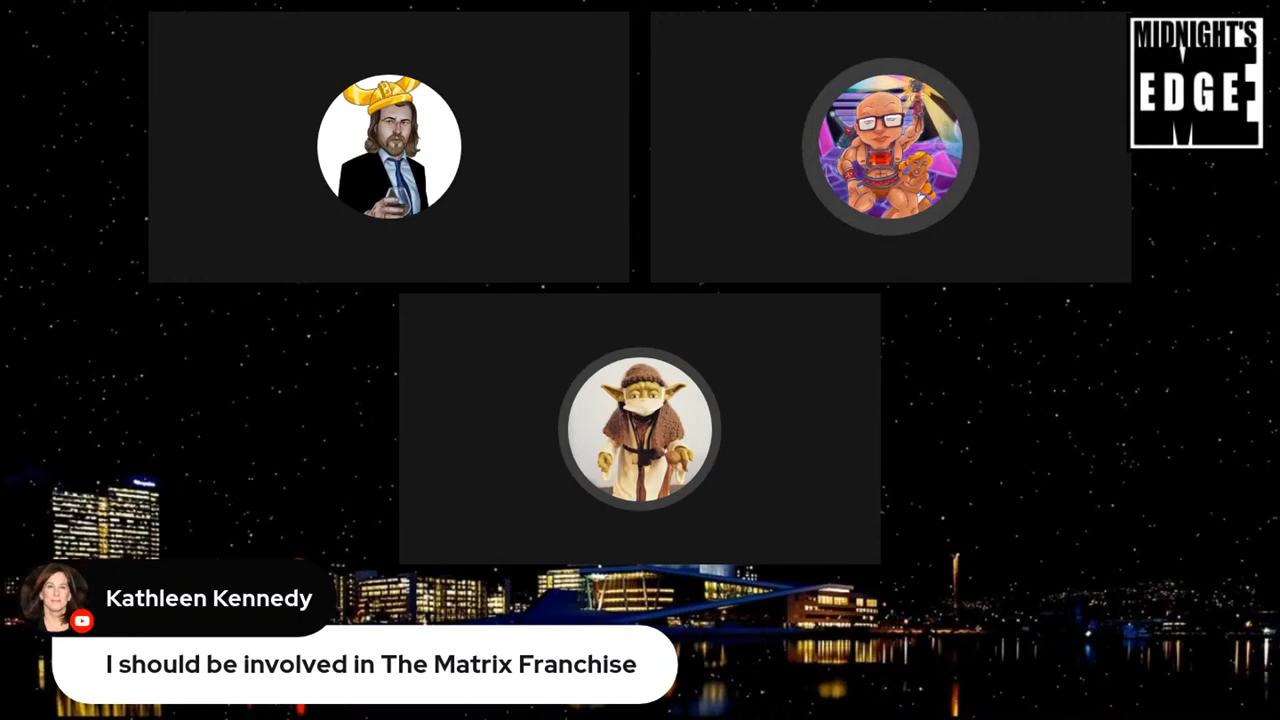 MIDNIGHT'S
EDGE
Kathleen Kennedy
I should be involved in The Matrix Franchise